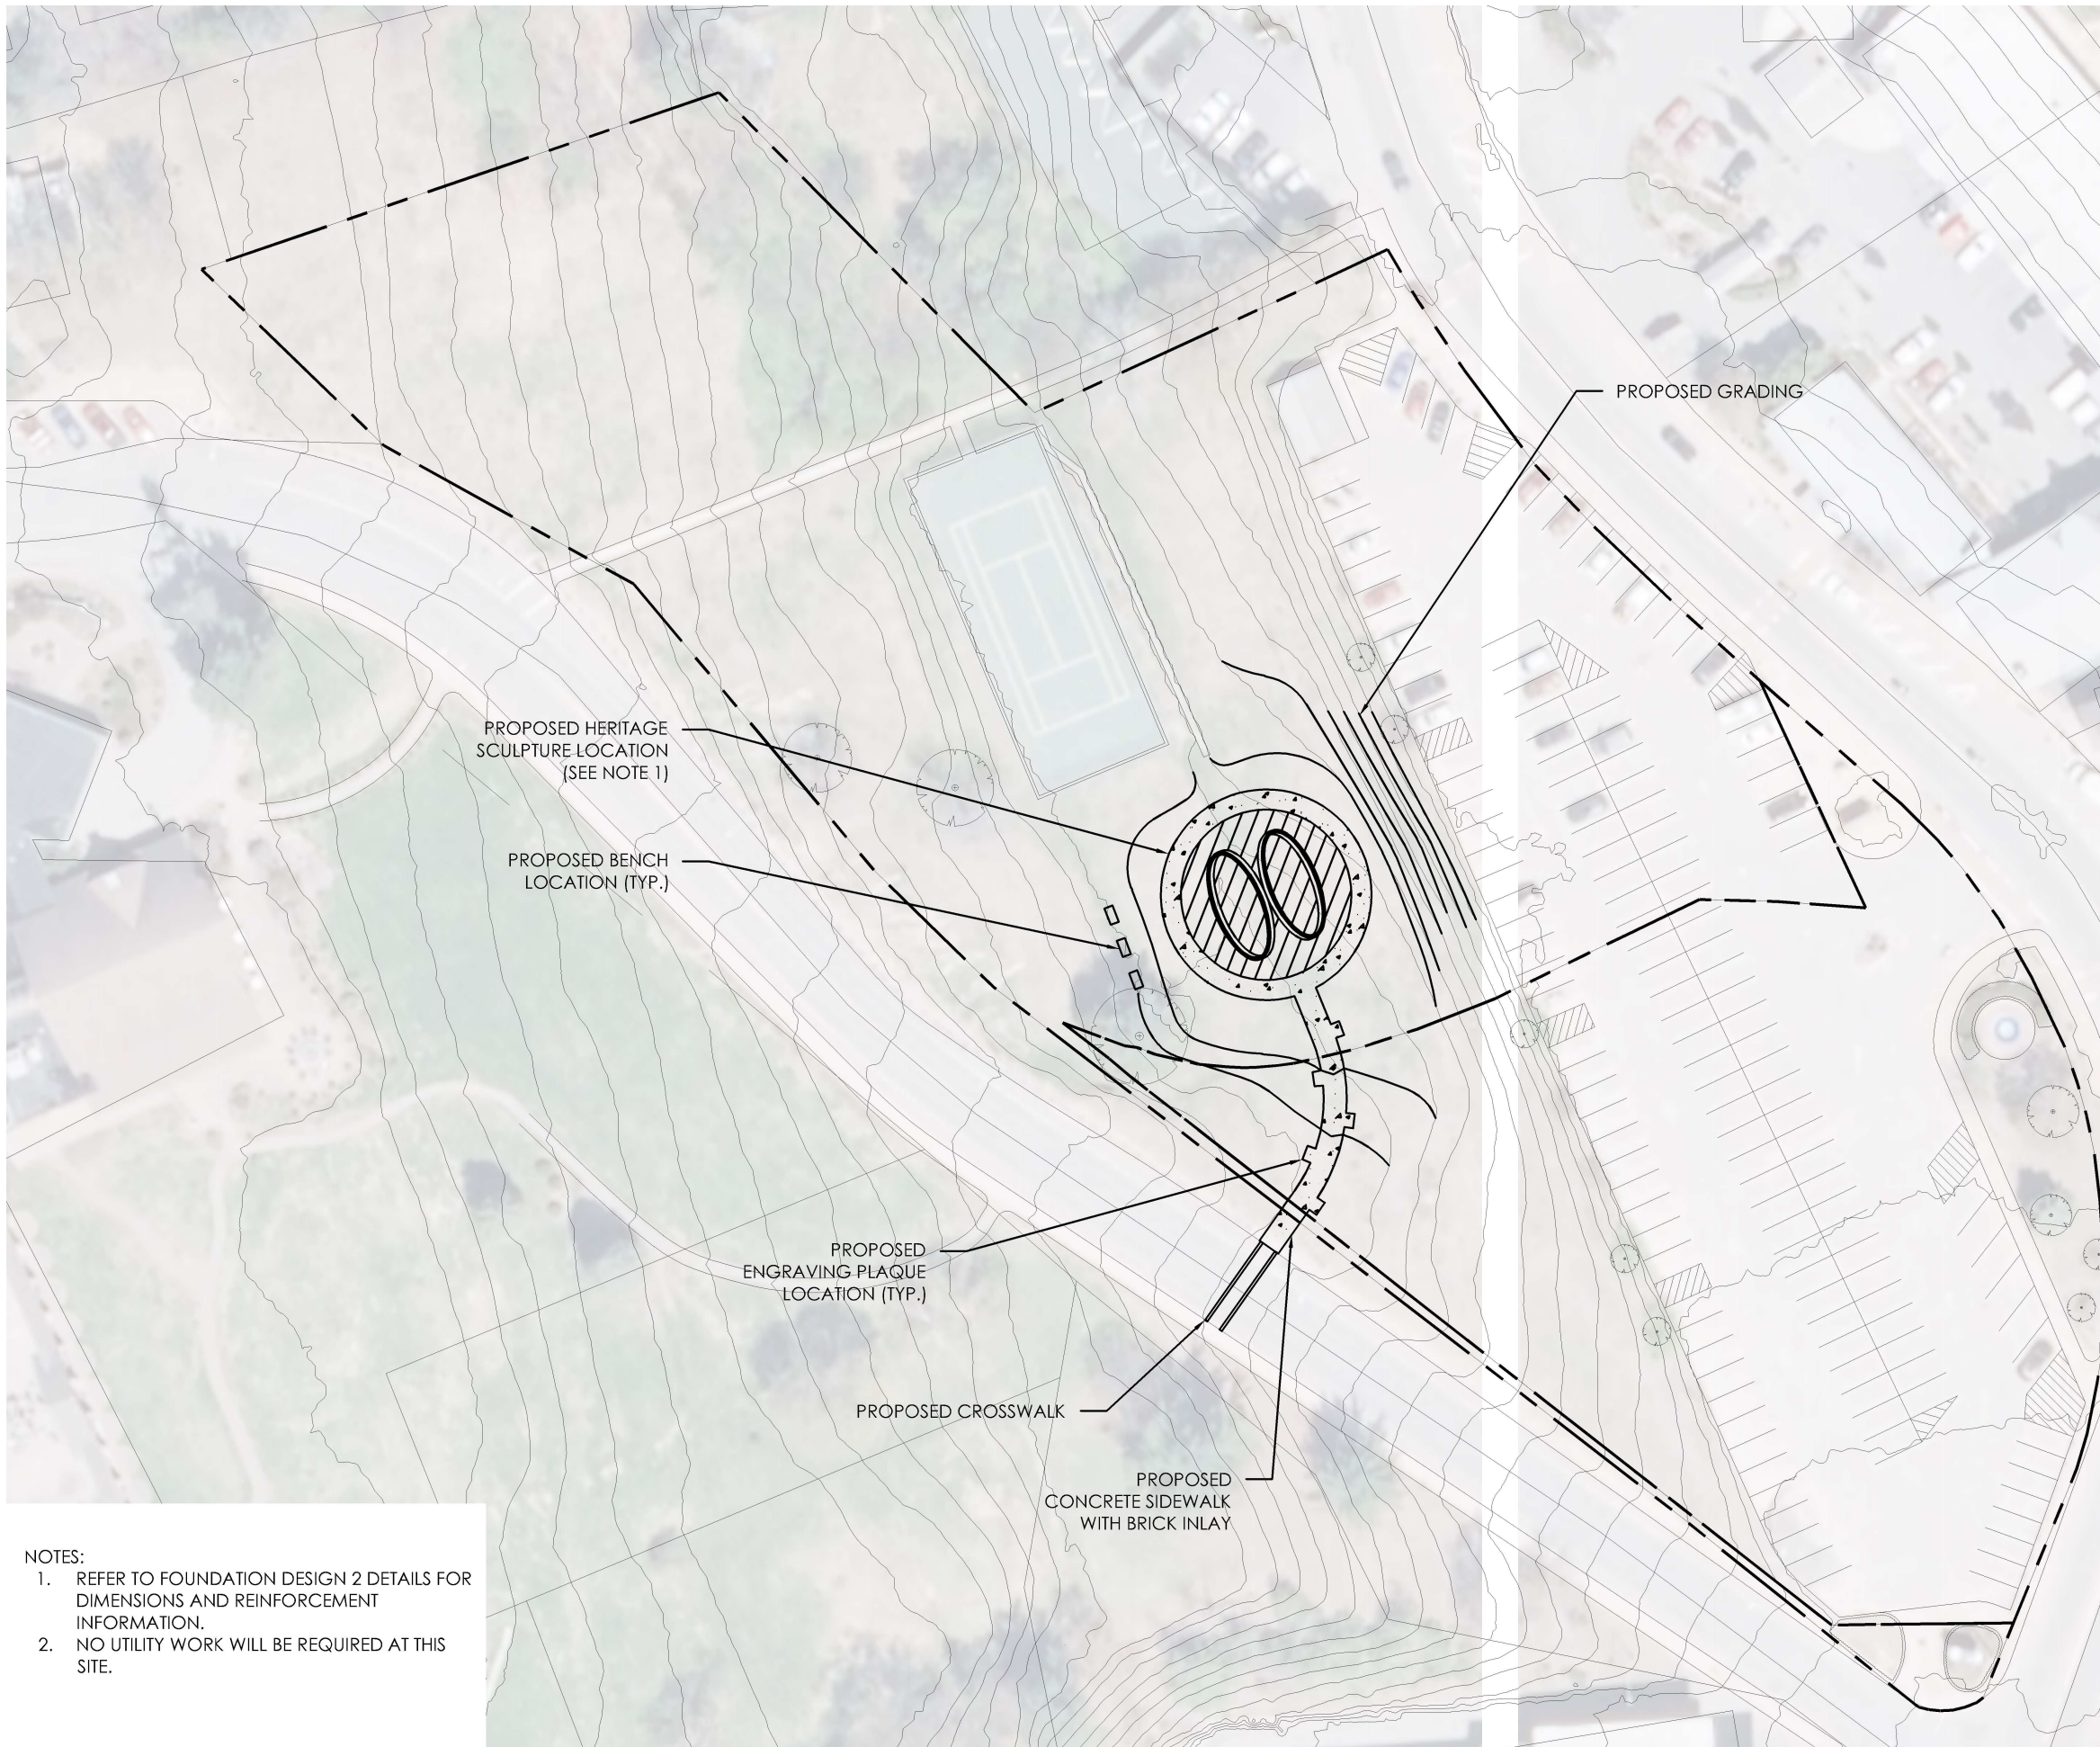 PROPOSED GRADING
PROPOSED HERITAGE
SCULPTURE LOCATION
(SEE NOTE 1)
PROPOSED BENCH
LOCATION (TYP.)
PROPOSED
ENGRAVING PLAQUE
LOCATION (TYP.)
PROPOSED CROSSWALK
PROPOSED
CONCRETE SIDEWALK
WITH BRICK INLAY
NOTES:
1. REFER TO FOUNDATION DESIGN 2 DETAILS FOR
DIMENSIONS AND REINFORCEMENT
INFORMATION.
2. NO UTILITY WORK WILL BE REQUIRED AT THIS
SITE.